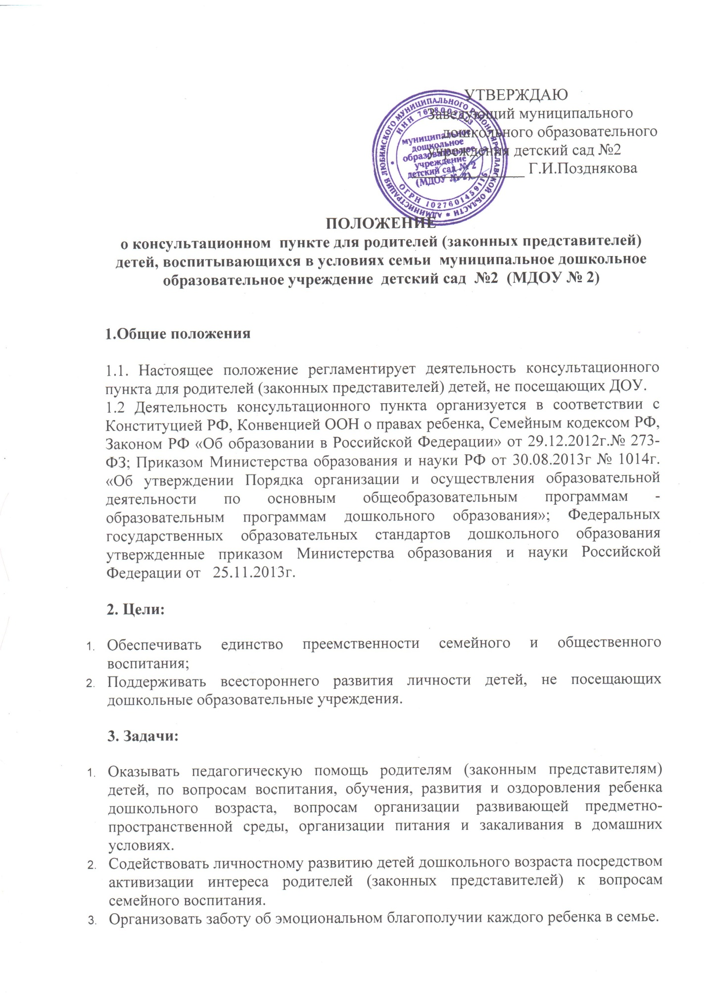 УТВЕРЖДАЮ
Заведующий муниципального
дошкольного образовательного
учреждения детский сад №2
Г.И.Позднякова
АДМИНИСТРАЦИЯ ЛЮБИМСКОГО МУНИЦИПАЛЬНОГО РАЙОНА ЯРОСЛАВСКОЙ ОБЛАСТИ
ИНН
муниципальное
дошкольное
образовательное
учреждение
детский сад № 2
(МДОУ № 2)
ОГРН 1027601459115
ПОЛОЖЕНИЕ
о консультационном пункте для родителей (законных представителей)
детей, воспитывающихся в условиях семьи муниципальное дошкольное
образовательное учреждение детский сад №2 (МДОУ № 2)
1.Общие положения
1.1. Настоящее положение регламентирует деятельность консультационного
пункта для родителей (законных представителей) детей, не посещающих ДОУ.
1.2 Деятельность консультационного пункта организуется в соответствии с
Конституцией РФ, Конвенцией ООН о правах ребенка, Семейным кодексом РФ,
Законом РФ «Об образовании в Российской Федерации» от 29.12.2012г.№ 273-
ФЗ; Приказом Министерства образования и науки РФ от 30.08.2013г № 1014г.
«Об утверждении Порядка организации и осуществления образовательной
деятельности по основным общеобразовательным программам -
образовательным программам дошкольного образования»; Федеральных
государственных образовательных стандартов дошкольного образования
утвержденные приказом Министерства образования и науки Российской
Федерации от 25.11.2013г.
2. Цели:
1. Обеспечивать единство преемственности семейного и общественного
воспитания;
2. Поддерживать всестороннего развития личности детей, не посещающих
дошкольные образовательные учреждения.
3. Задачи:
1. Оказывать педагогическую помощь родителям (законным представителям)
детей, по вопросам воспитания, обучения, развития и оздоровления ребенка
дошкольного возраста, вопросам организации развивающей предметно-
пространственной среды, организации питания и закаливания в домашних
условиях.
2. Содействовать личностному развитию детей дошкольного возраста посредством
активизации интереса родителей (законных представителей) к вопросам
семейного воспитания.
3. Организовать заботу об эмоциональном благополучии каждого ребенка в семье.